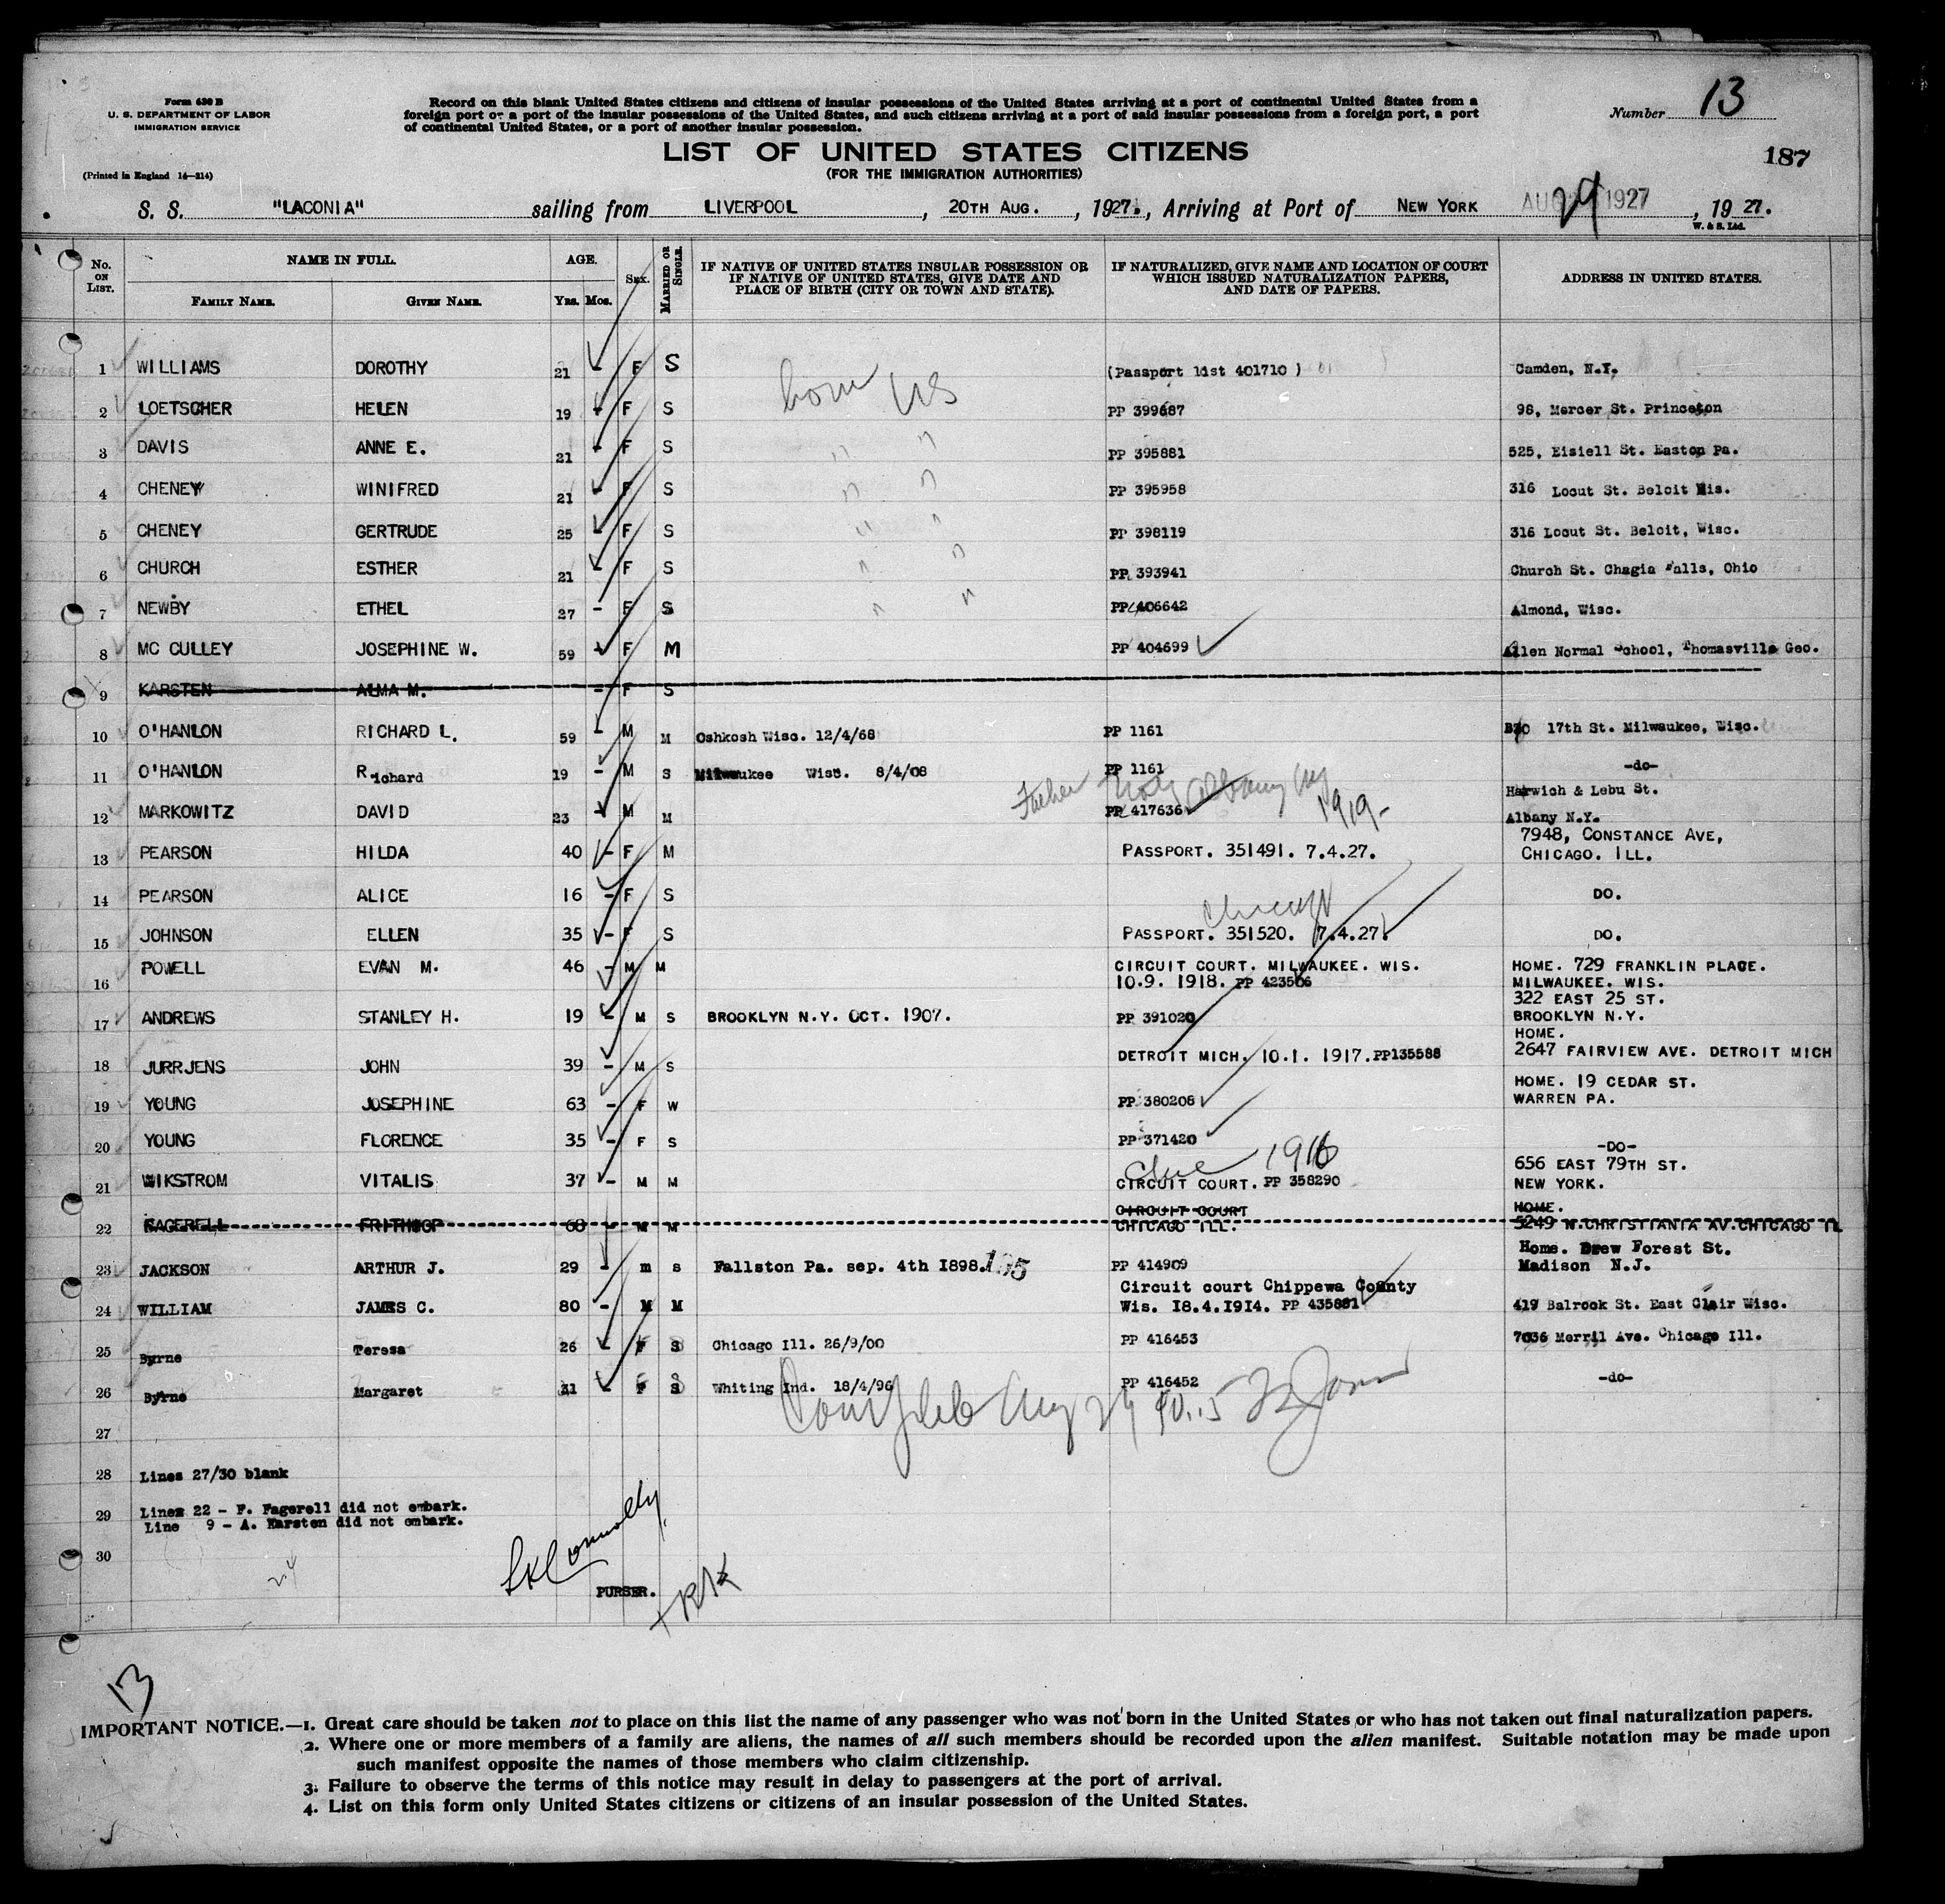 Form 630 B
U. S. DEPARTMENT OF LABOR
IMMIGRATION SERVICE
(Printed in England 14—214)
Record on this blank United States citizens and citizens of insular possessions of the United States arriving at a port of continental United States from a
foreign port or a port of the insular possessions of the United States, and such citizens arriving at a port of said insular possessions from a foreign port, a port
of continental United States, or a port of another insular possession.
Number 13
187
LIST OF UNITED STATES CITIZENS
(FOR THE IMMIGRATION AUTHORITIES)
S. S. "LACONIA" sailing from LIVERPOOL, 20TH AUG., 1927., Arriving at Port of NEW YORK AUG 29 1927, 1927.
W. & S. Ltd.
No. ON LIST. NAME IN FULL. FAMILY NAME. GIVEN NAME. AGE. YRS. MOS. SEX. MARRIED OR SINGLE.
IF NATIVE OF UNITED STATES INSULAR POSSESSION OR IF NATIVE OF UNITED STATES, GIVE DATE AND PLACE OF BIRTH (CITY OR TOWN AND STATE).
IF NATURALIZED, GIVE NAME AND LOCATION OF COURT WHICH ISSUED NATURALIZATION PAPERS, AND DATE OF PAPERS.
ADDRESS IN UNITED STATES.
1 WILLIAMS DOROTHY 21 - F S born US (Passport list 401710 ) Camden, N.Y.
2 LOETSCHER HELEN 19 - F S PP 399687 98, Mercer St. Princeton
3 DAVIS ANNE E. 21 - F S " " PP 395881 525, Eisiell St. Easton Pa.
4 CHENEY WINIFRED 21 - F S " " PP 395958 316 Locut St. Beloit Wis.
5 CHENEY GERTRUDE 25 - F S " " PP 398119 316 Locut St. Beloit, Wisc.
6 CHURCH ESTHER 21 - F S " " PP 393941 Church St. Chagia Falls, Ohio
7 NEWBY ETHEL 27 - F S " " PP 406642 Almond, Wisc.
8 MC CULLEY JOSEPHINE W. 59 - F M PP 404699 Allen Normal School, Thomasville Geo.
9 KARSTEN ALMA M. - F S
10 O'HANLON RICHARD L. 59 - M M Oshkosh Wisc. 12/4/68 PP 1161 17th St. Milwaukee, Wisc.
11 O'HANLON Richard 19 - M S Milwaukee Wist. 8/4/08 PP 1161 -do-
12 MARKOWITZ DAVID 23 - M M Father Albany NY 1919- PP 417636 Harwich & Lebu St.
Albany N.Y.
13 PEARSON HILDA 40 - F M PASSPORT. 351491. 7.4.27. 7948, CONSTANCE AVE,
CHICAGO. ILL.
14 PEARSON ALICE 16 - F S DO.
Chicago
15 JOHNSON ELLEN 35 - F S PASSPORT. 351520. 7.4.27. DO.
16 POWELL EVAN M. 46 - M M CIRCUIT COURT. MILWAUKEE. WIS. HOME. 729 FRANKLIN PLACE.
10.9. 1918. PP 423506 MILWAUKEE. WIS.
322 EAST 25 ST.
17 ANDREWS STANLEY H. 19 - M S BROOKLYN N.Y. OCT. 1907. PP 391020 BROOKLYN N.Y.
HOME.
18 JURRJENS JOHN 39 - M S DETROIT MICH. 10.1. 1917. PP135588 2647 FAIRVIEW AVE. DETROIT MICH
HOME. 19 CEDAR ST.
19 YOUNG JOSEPHINE 63 - F W PP 380206 WARREN PA.
20 YOUNG FLORENCE 35 - F S PP 371420 -DO-
1916
656 EAST 79TH ST.
21 WIKSTROM VITALIS 37 - M M CIRCUIT COURT. PP 358290 NEW YORK.
CIRCUIT COURT HOME.
22 FAGERELL FRITHIOF 68 - M M CHICAGO ILL. 5249 N.CHRISTIANIA AV.CHICAGO IL
Home. Drew Forest St.
23 JACKSON ARTHUR J. 29 - m s Fallston Pa. sep. 4th 1898. 195 PP 414909 Madison N.J.
Circuit court Chippewa County
24 WILLIAM JAMES C. 80 - M M Wis. 18.4.1914. PP 435881 419 Balrock St. East Clair Wisc.
25 Byrne Teresa 26 - F S Chicago Ill. 26/9/00 PP 416453 7036 Merril Ave. Chicago Ill.
26 Byrne Margaret 31 - F S Whiting Ind. 18/4/96 PP 416452 -do-
27
28 Lines 27/30 blank
29 Lines 22 - F. Fagerell did not embark.
Line 9 - A. Karsten did not embark.
30
24
PURSER.
13
IMPORTANT NOTICE.—1. Great care should be taken not to place on this list the name of any passenger who was not born in the United States or who has not taken out final naturalization papers.
2. Where one or more members of a family are aliens, the names of all such members should be recorded upon the alien manifest. Suitable notation may be made upon
such manifest opposite the names of those members who claim citizenship.
3. Failure to observe the terms of this notice may result in delay to passengers at the port of arrival.
4. List on this form only United States citizens or citizens of an insular possession of the United States.